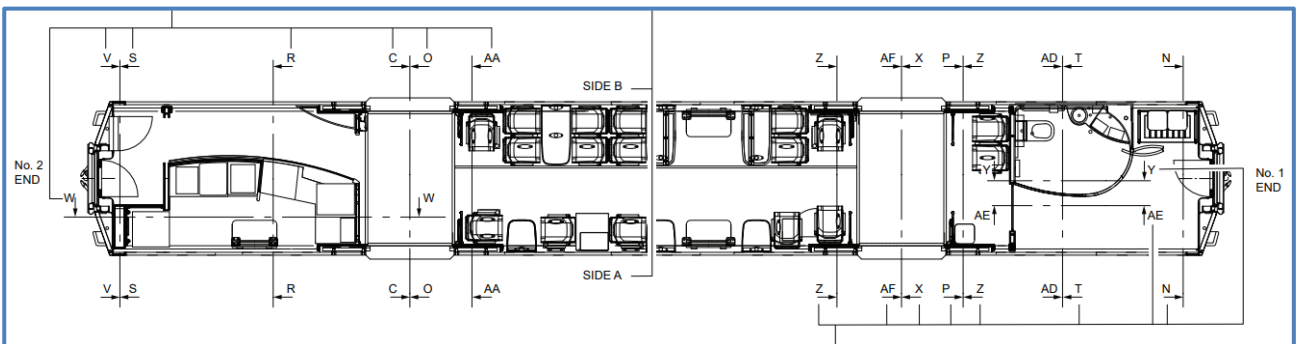 V S R C O AA Z AF X P Z AD T N
SIDE B
No. 2
END
No. 1
END
W W Y Y
AE AE
SIDE A
V S R C O AA Z AF X P Z AD T N